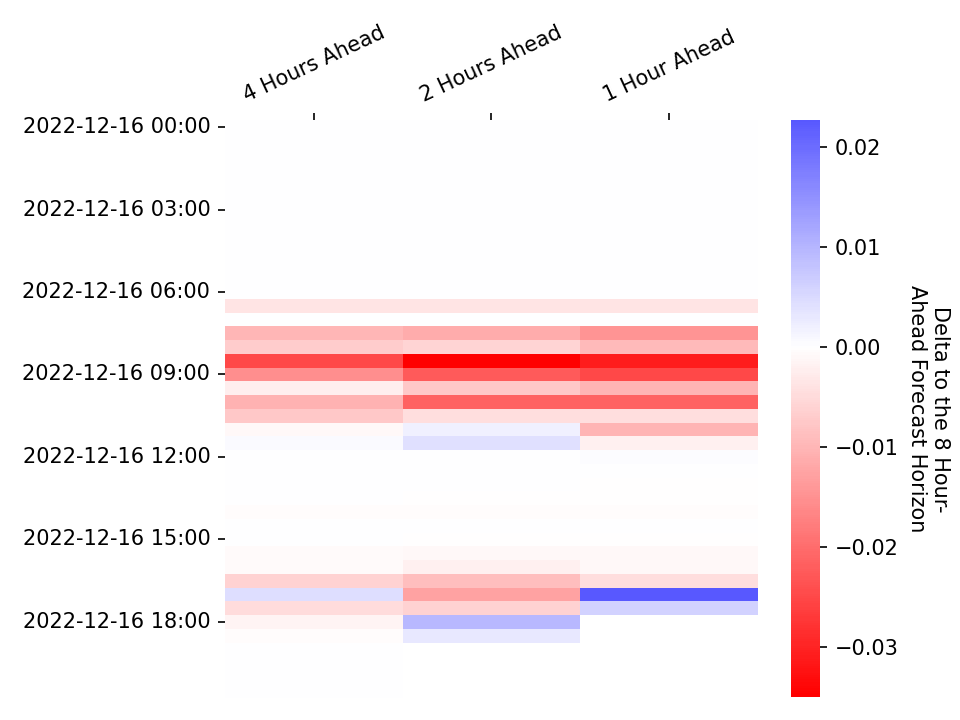 4 Hours Ahead
2 Hours Ahead
1 Hour Ahead
2022-12-16 00:00
2022-12-16 03:00
2022-12-16 06:00
2022-12-16 09:00
2022-12-16 12:00
2022-12-16 15:00
2022-12-16 18:00
0.02
0.01
0.00
−0.01
−0.02
−0.03
Delta to the 8 Hour-
Ahead Forecast Horizon